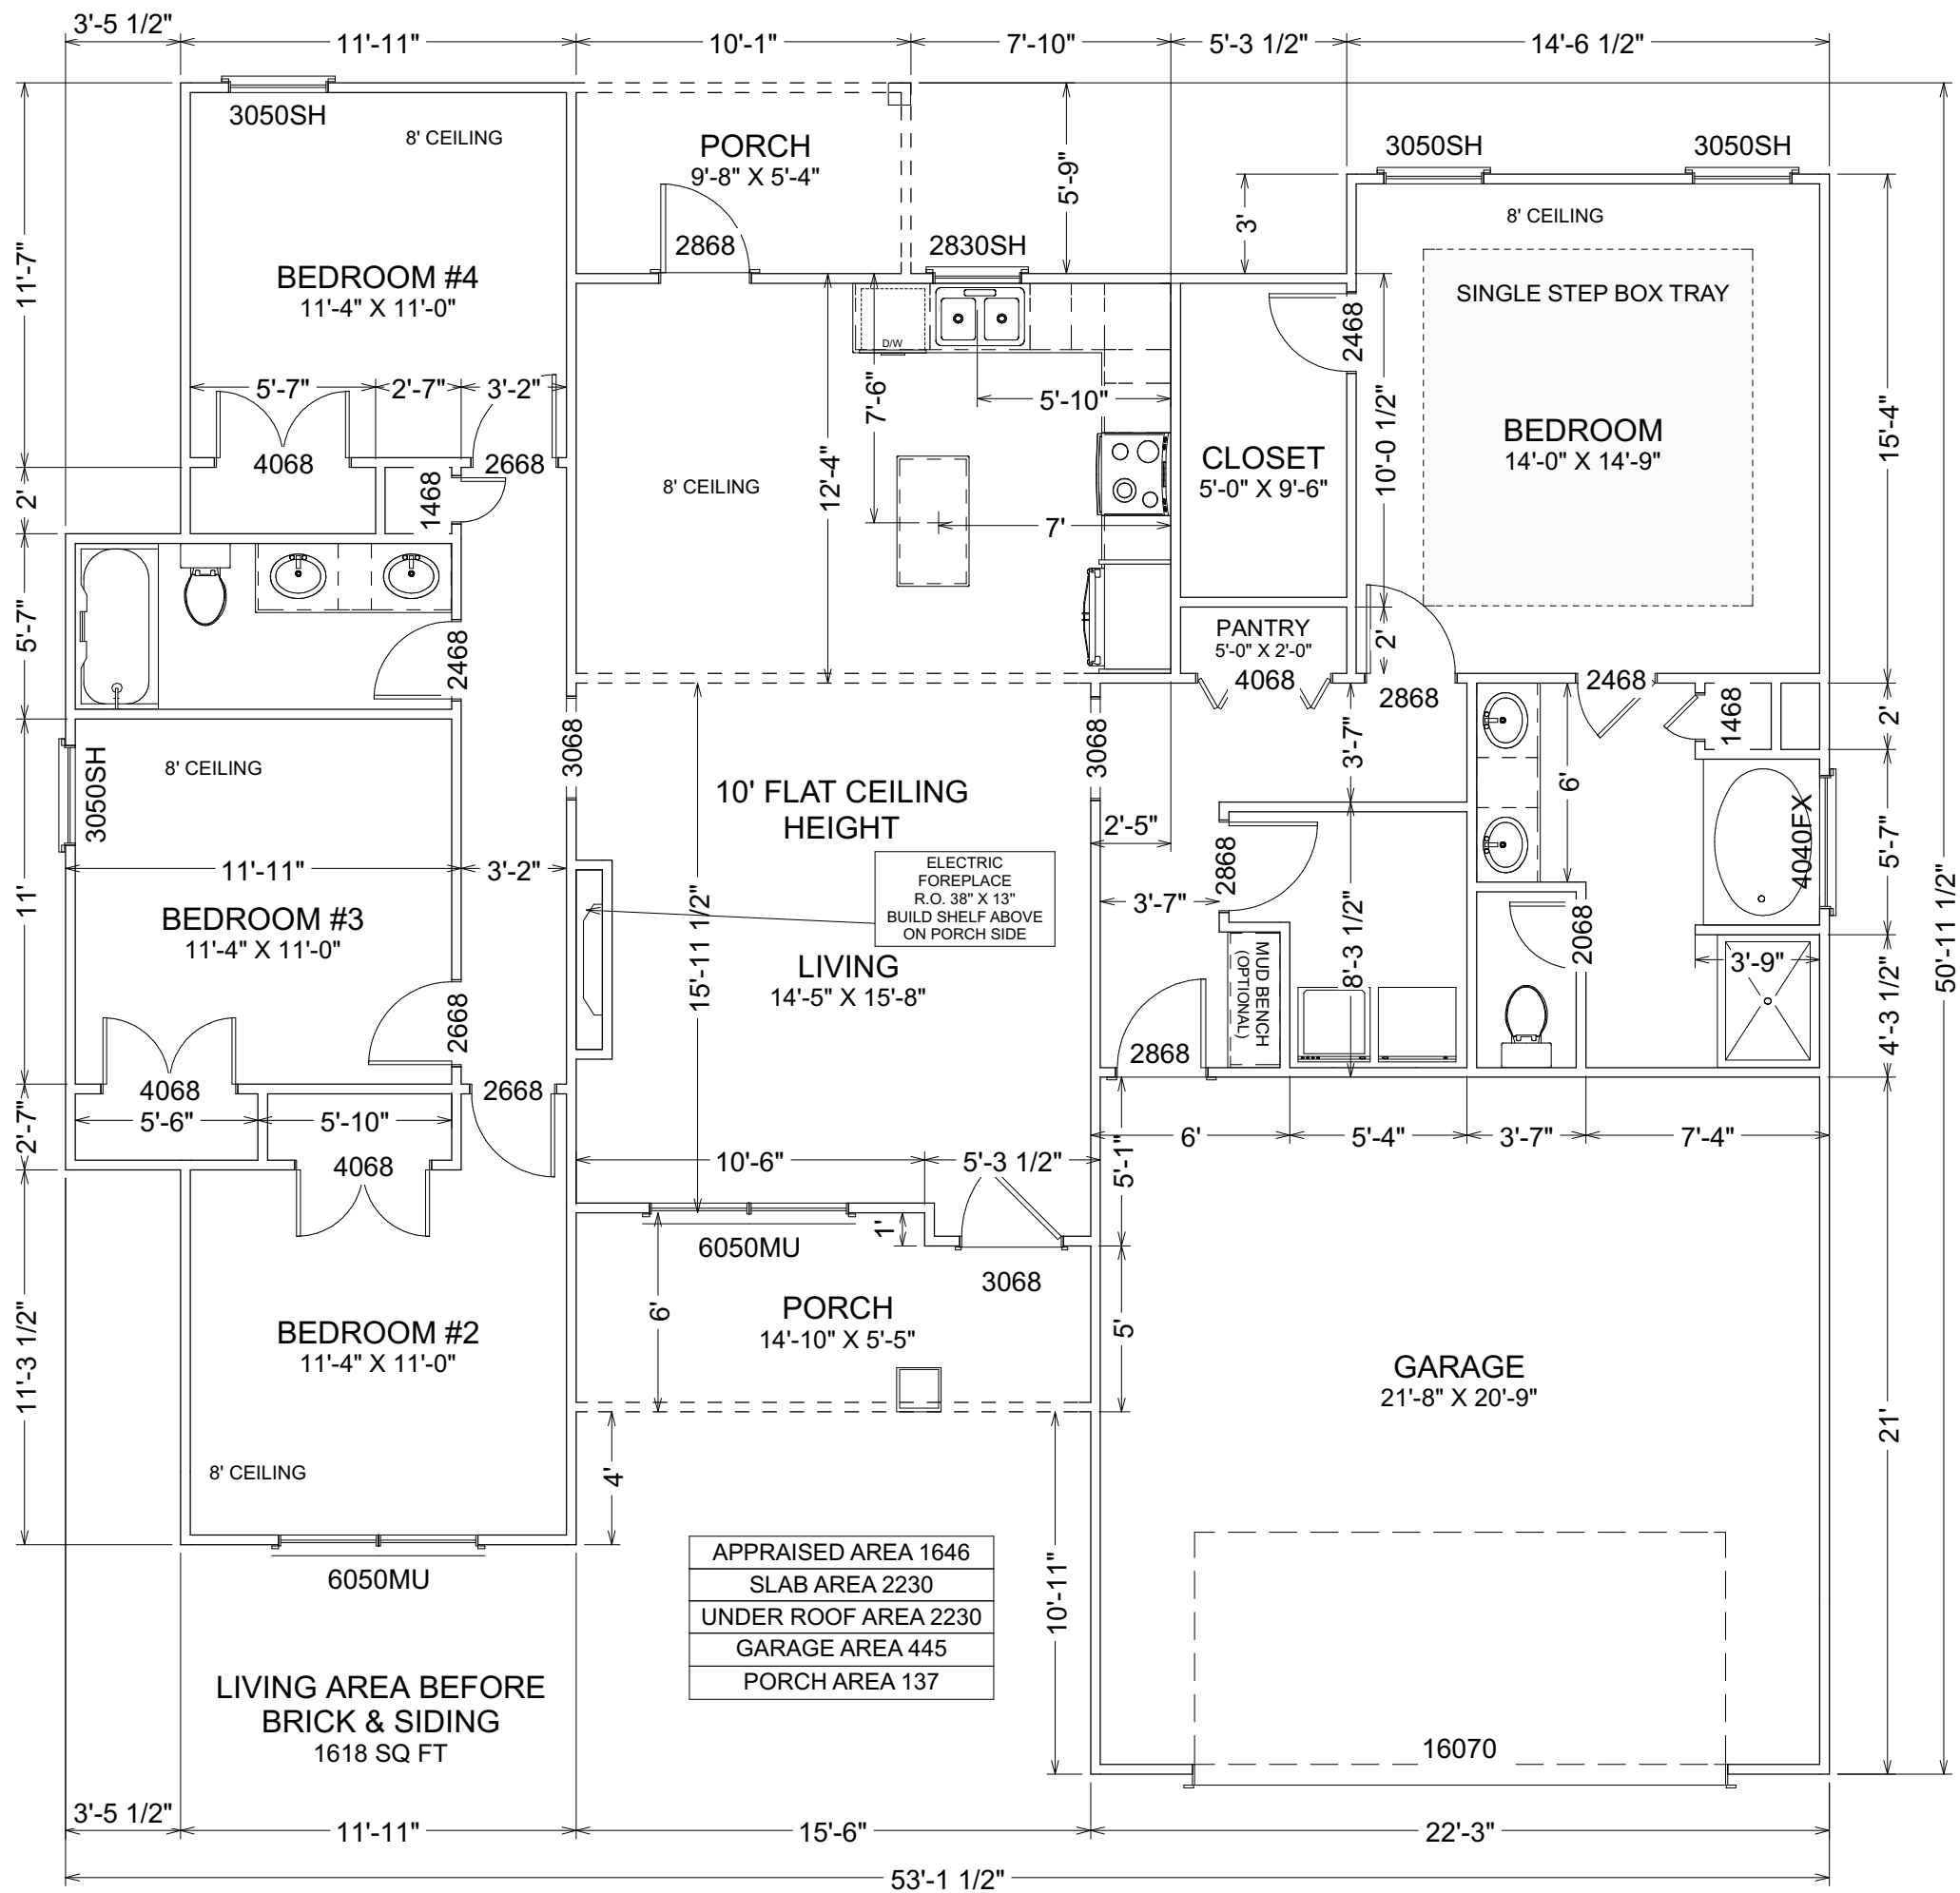 3'-5 1/2"
11'-11"
10'-1"
7'-10"
5'-3 1/2"
14'-6 1/2"
3050SH
8' CEILING
PORCH
9'-8" X 5'-4"
5'-9"
3050SH
3050SH
3'
8' CEILING
11'-7"
BEDROOM #4
11'-4" X 11'-0"
2868
2830SH
SINGLE STEP BOX TRAY
2468
D/W
5'-7"
2'-7"
3'-2"
7'-6"
5'-10"
10'-0 1/2"
15'-4"
BEDROOM
14'-0" X 14'-9"
4068
2668
1468
2'
8' CEILING
12'-4"
7'
CLOSET
5'-0" X 9'-6"
5'-7"
2468
PANTRY
5'-0" X 2'-0"
4068
2'
2868
2468
1468
2'
3050SH
8' CEILING
3068
10' FLAT CEILING
HEIGHT
3068
3'-7"
6'
2'-5"
2868
4040FX
5'-7"
11'
11'-11"
3'-2"
BEDROOM #3
11'-4" X 11'-0"
ELECTRIC
FOREPLACE
R.O. 38" X 13"
BUILD SHELF ABOVE
ON PORCH SIDE
3'-7"
MUD BENCH
(OPTIONAL)
8'-3 1/2"
2068
3'-9"
4'-3 1/2"
50'-11 1/2"
15'-11 1/2"
LIVING
14'-5" X 15'-8"
2668
2868
4068
2668
5'-6"
5'-10"
2'-7"
4068
10'-6"
5'-3 1/2"
5'-1"
6'
5'-4"
3'-7"
7'-4"
6050MU
1'
3068
6'
PORCH
14'-10" X 5'-5"
5'
BEDROOM #2
11'-4" X 11'-0"
11'-3 1/2"
GARAGE
21'-8" X 20'-9"
21'
8' CEILING
4'
6050MU
APPRAISED AREA 1646
SLAB AREA 2230
UNDER ROOF AREA 2230
GARAGE AREA 445
PORCH AREA 137
10'-11"
LIVING AREA BEFORE
BRICK & SIDING
1618 SQ FT
16070
3'-5 1/2"
11'-11"
15'-6"
22'-3"
53'-1 1/2"